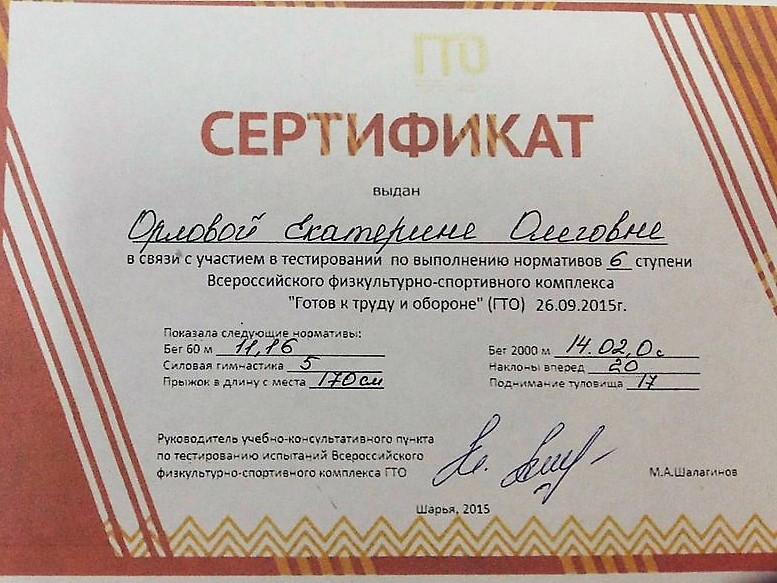 ГТО
СЕРТИФИКАТ
выдан
Орловой Екатерине Олеговне
в связи с участием в тестировании по выполнению нормативов 6 ступени
Всероссийского физкультурно-спортивного комплекса
"Готов к труду и обороне" (ГТО) 26.09.2015г.
Показала следующие нормативы:
Бег 60 м 11,16
Силовая гимнастика 5
Прыжок в длину с места 170см
Бег 2000 м 14.02,0с
Наклоны вперед 20
Поднимание туловища 17
Руководитель учебно-консультативного пункта
по тестированию испытаний Всероссийского
физкультурно-спортивного комплекса ГТО
М.А.Шалагинов
Шарья, 2015